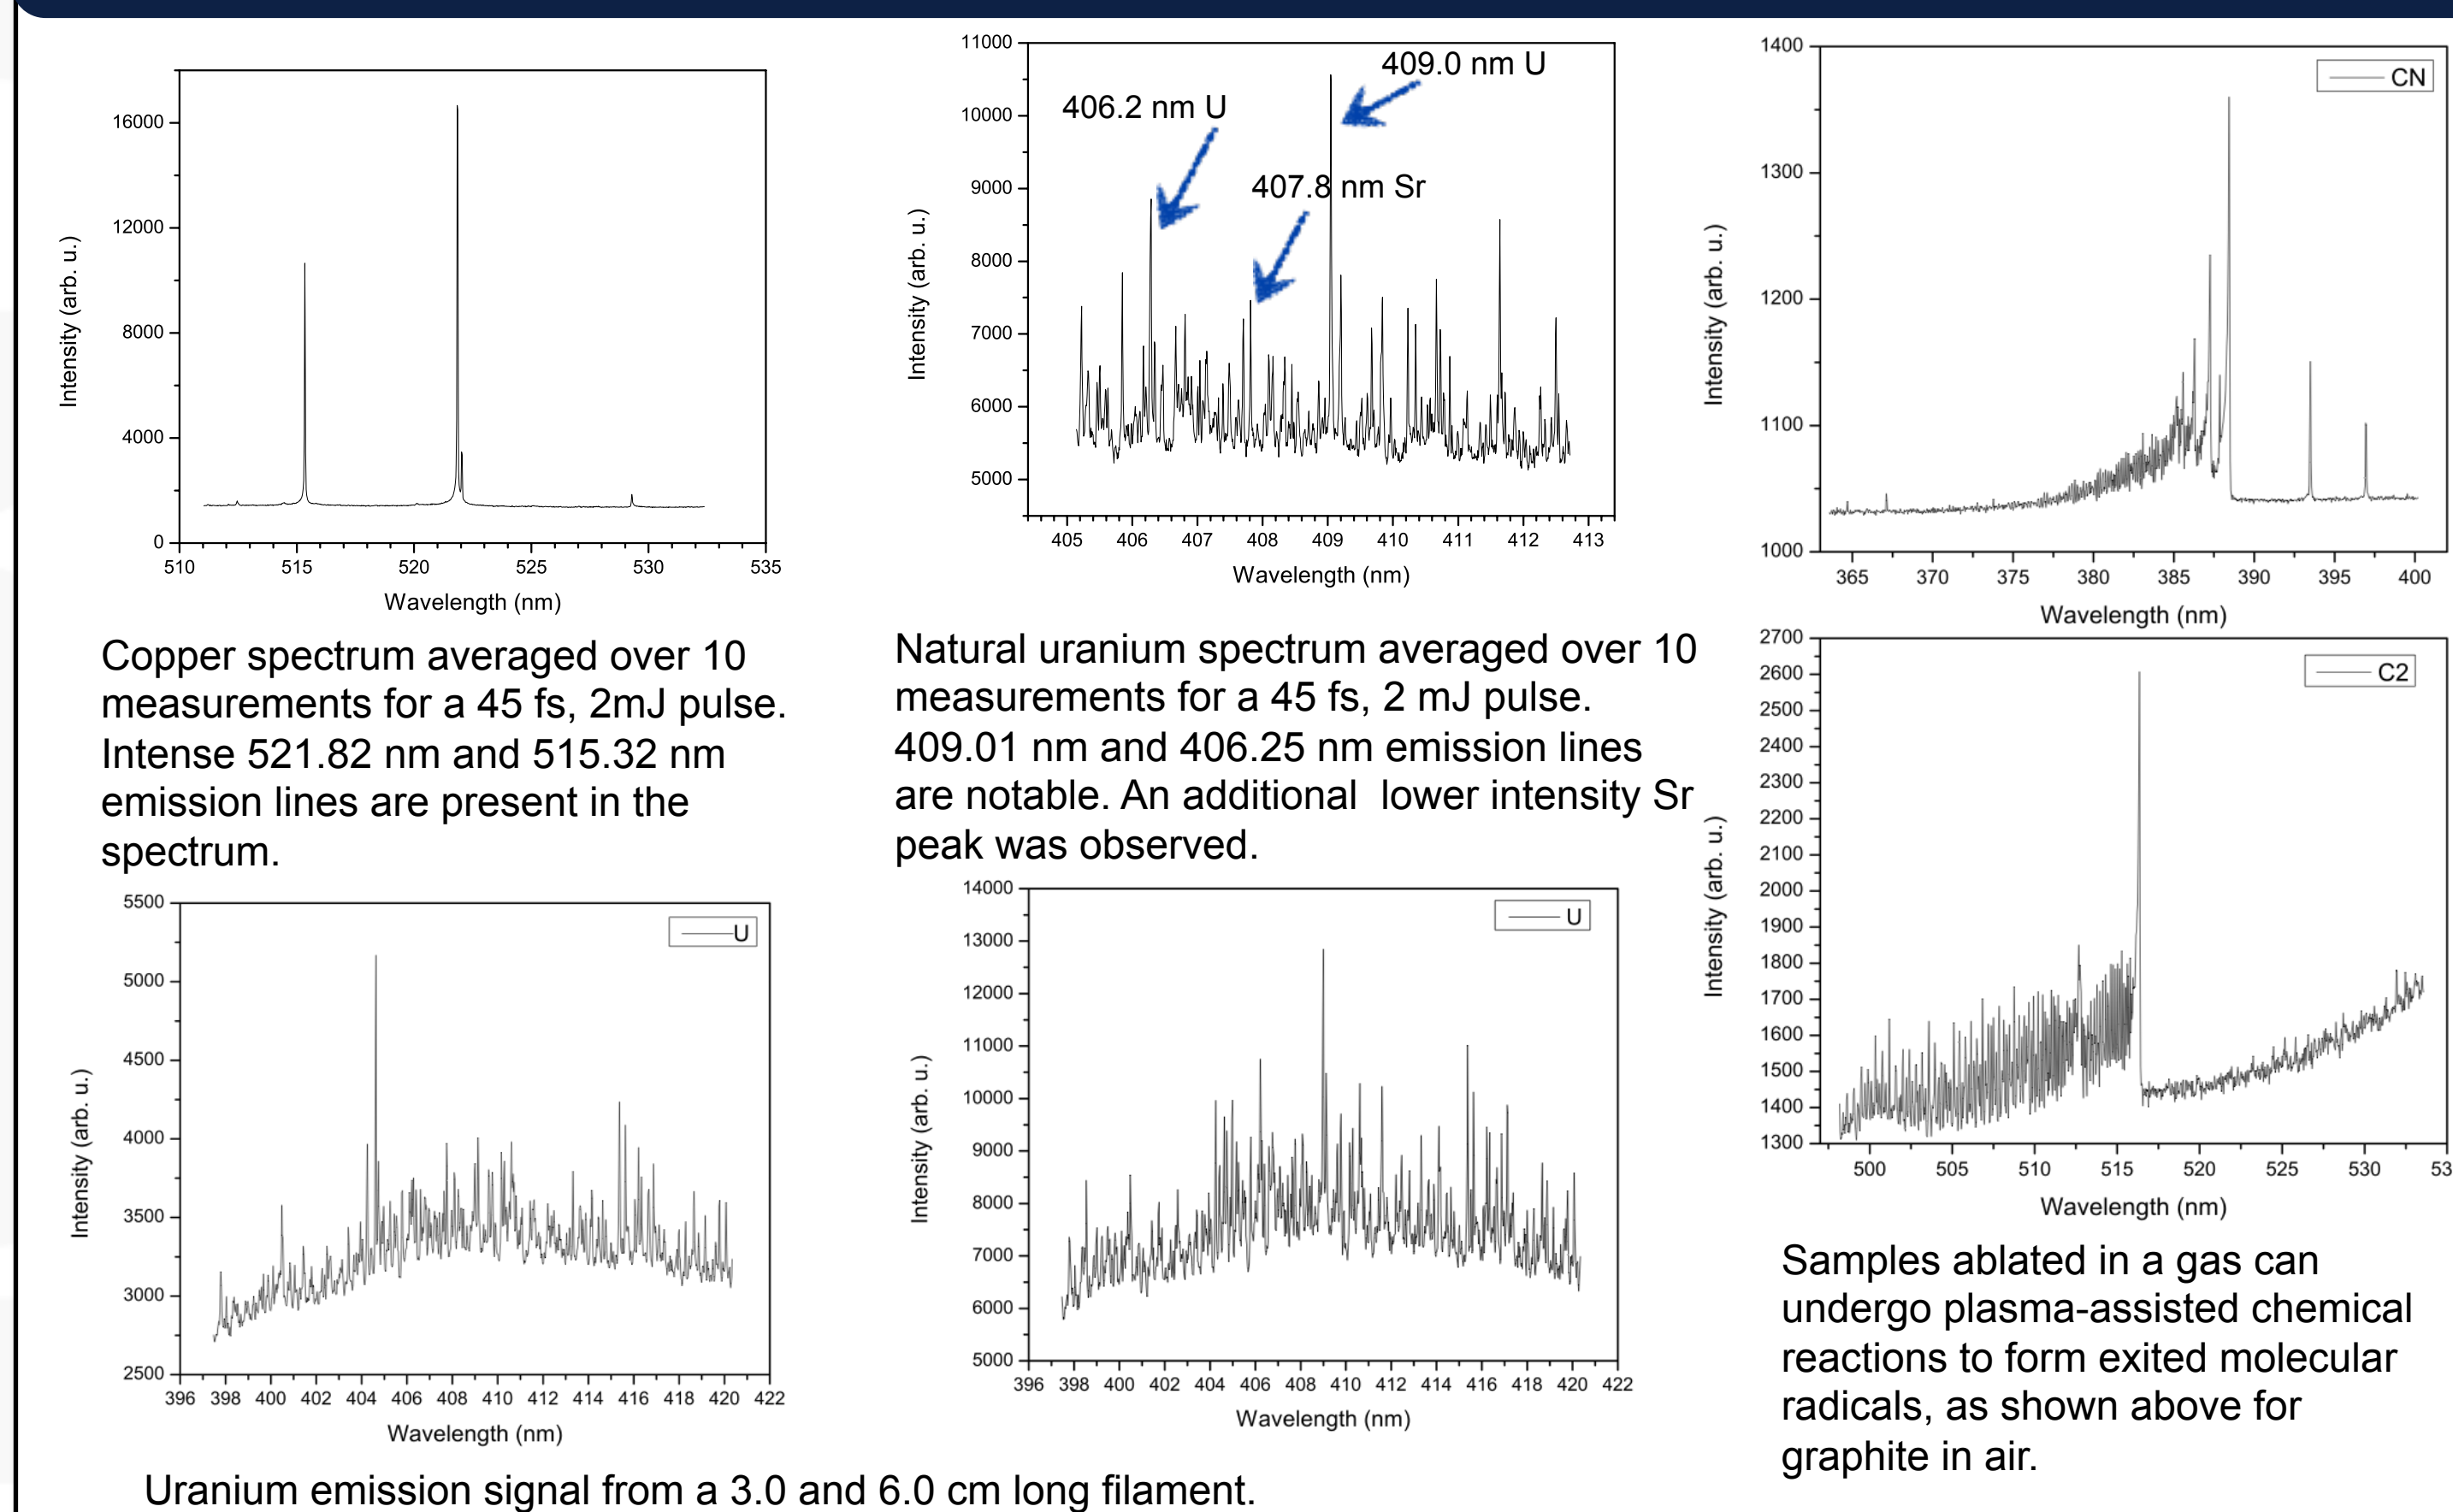 16000
12000
8000
4000
0
510 515 520 525 530 535
Intensity (arb. u.)
Wavelength (nm)
Copper spectrum averaged over 10
measurements for a 45 fs, 2mJ pulse.
Intense 521.82 nm and 515.32 nm
emission lines are present in the
spectrum.
11000
10000
9000
8000
7000
6000
5000
405 406 407 408 409 410 411 412 413
Intensity (arb. u.)
Wavelength (nm)
406.2 nm U
409.0 nm U
407.8 nm Sr
Natural uranium spectrum averaged over 10
measurements for a 45 fs, 2 mJ pulse.
409.01 nm and 406.25 nm emission lines
are notable. An additional  lower intensity Sr
peak was observed.
1400
1300
1200
1100
1000
365 370 375 380 385 390 395 400
Intensity (arb. u.)
Wavelength (nm)
CN
5500
5000
4500
4000
3500
3000
2500
396 398 400 402 404 406 408 410 412 414 416 418 420 422
Intensity (arb. u.)
Wavelength (nm)
U
14000
13000
12000
11000
10000
9000
8000
7000
6000
5000
396 398 400 402 404 406 408 410 412 414 416 418 420 422
Intensity (arb. u.)
Wavelength (nm)
U
Uranium emission signal from a 3.0 and 6.0 cm long filament.
2700
2600
2500
2400
2300
2200
2100
2000
1900
1800
1700
1600
1500
1400
1300
500 505 510 515 520 525 530 53
Intensity (arb. u.)
Wavelength (nm)
C2
Samples ablated in a gas can
undergo plasma-assisted chemical
reactions to form exited molecular
radicals, as shown above for
graphite in air.